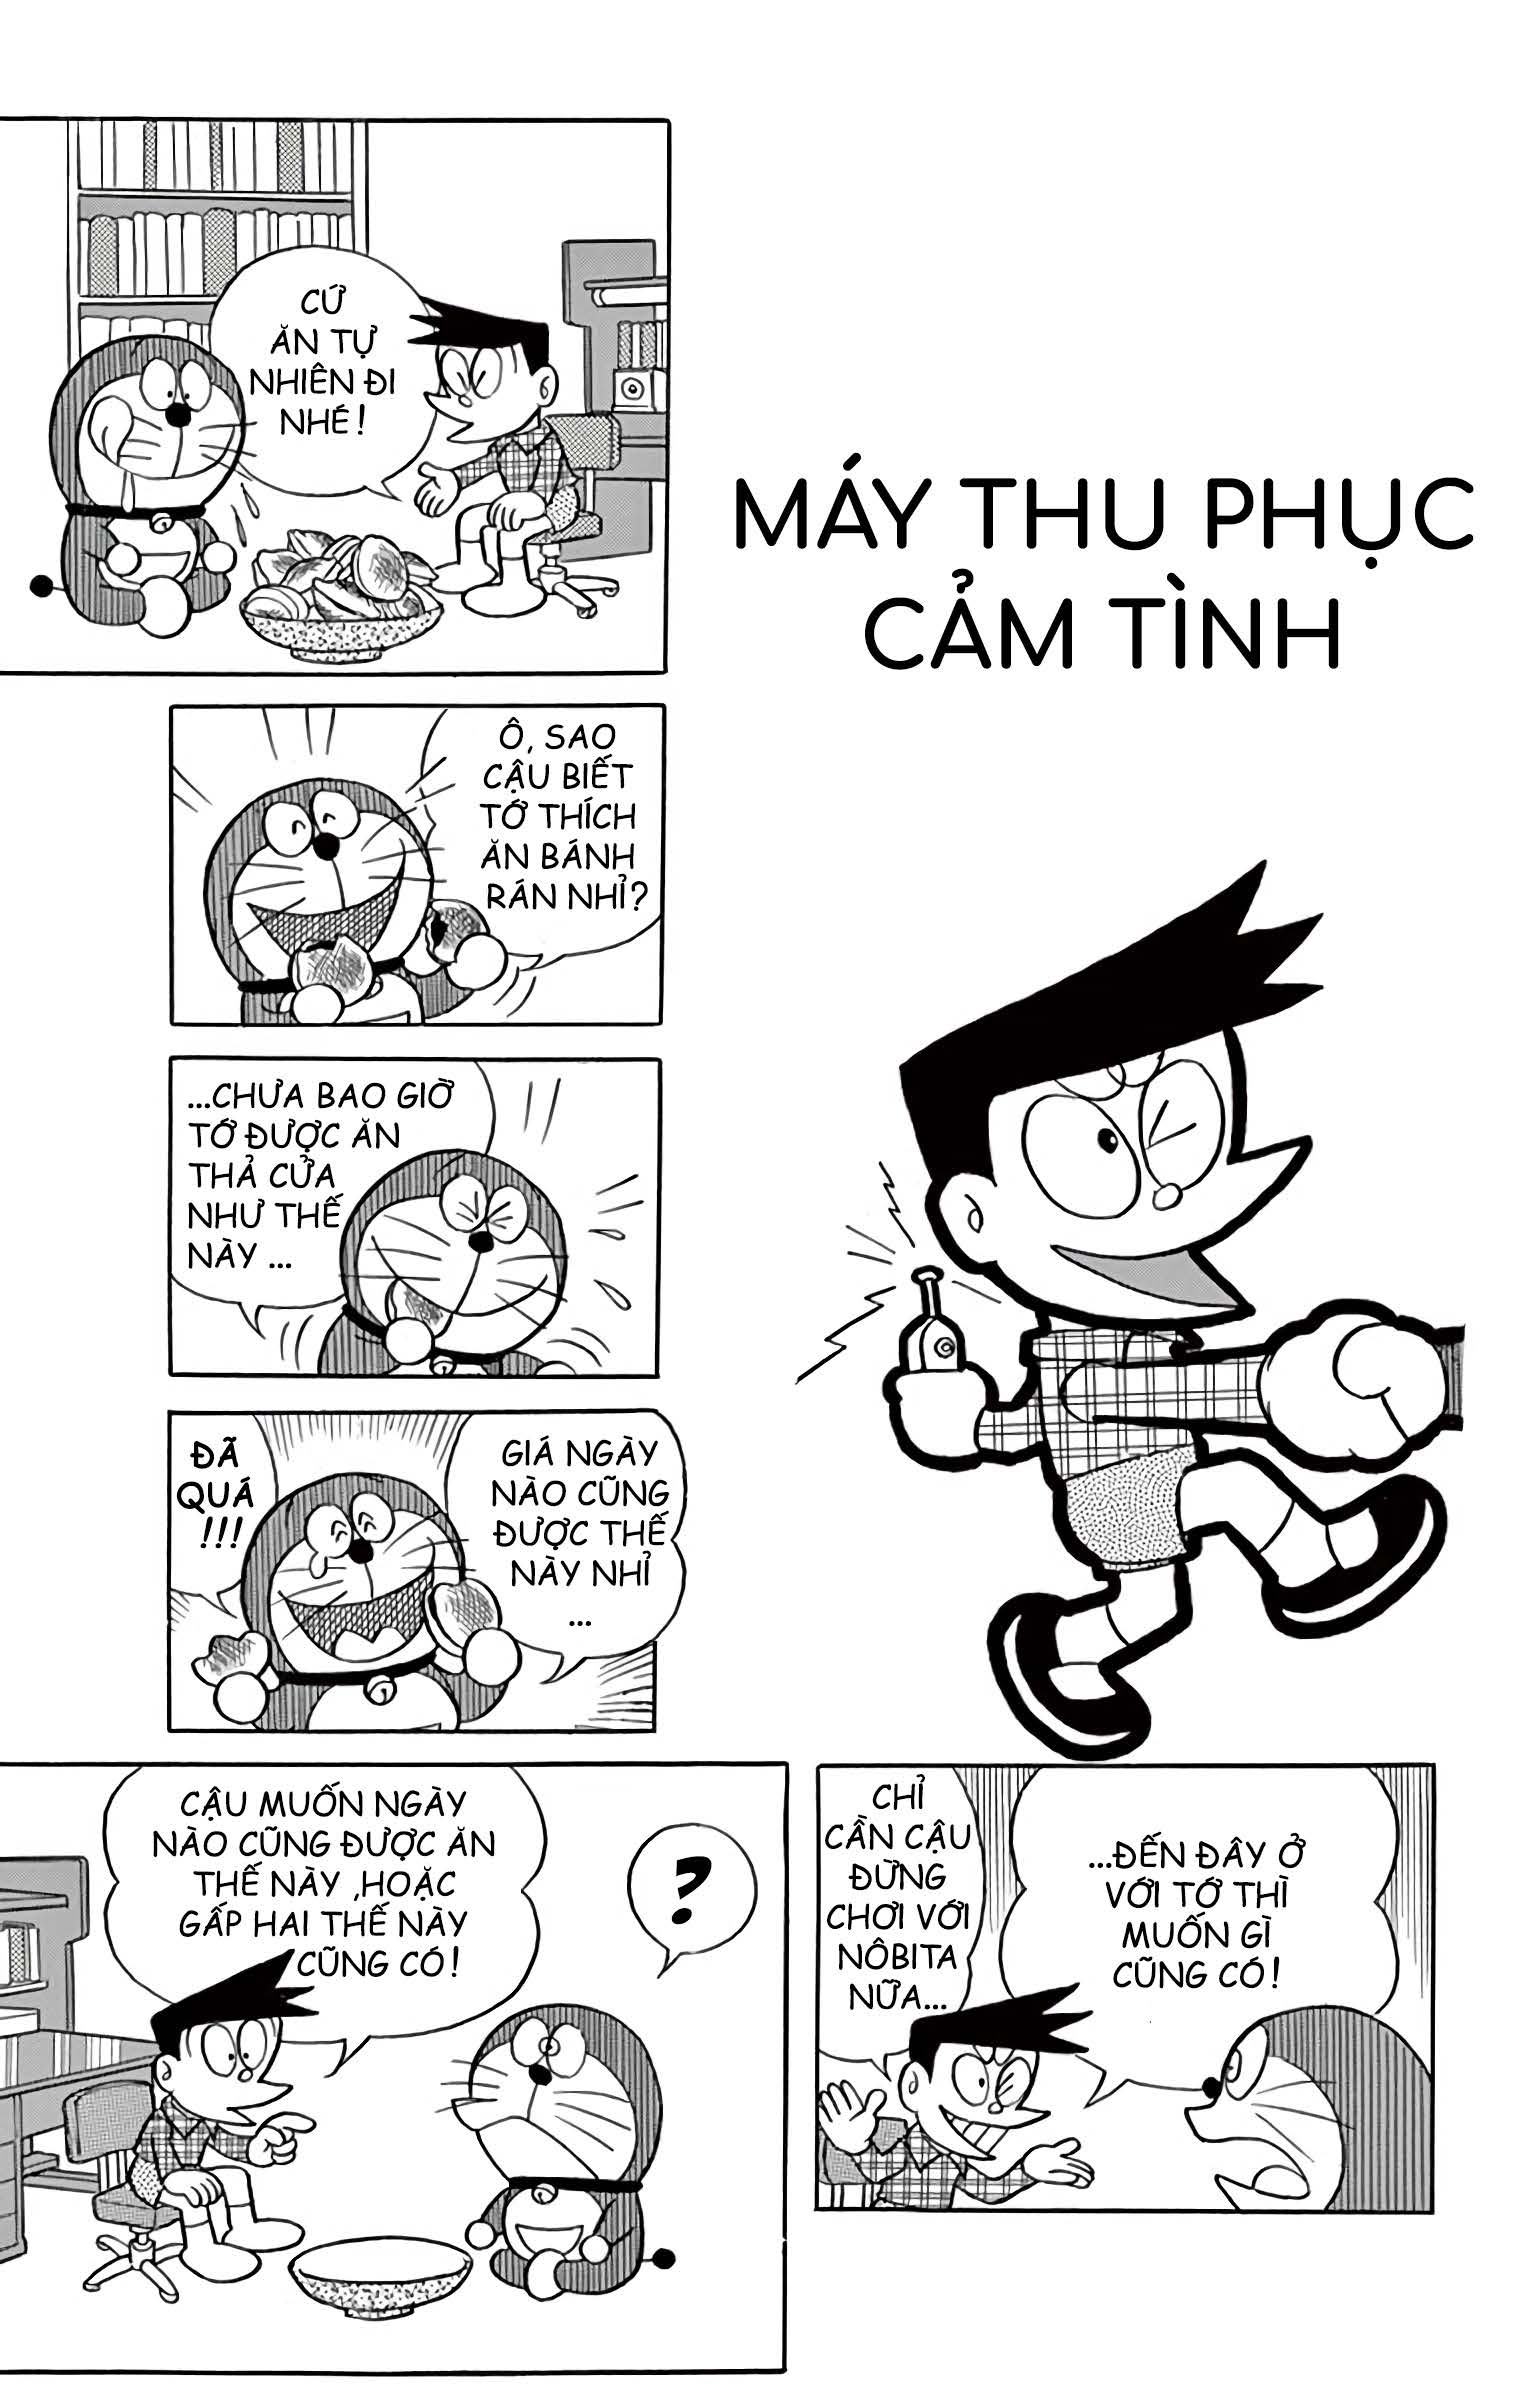 MÁY THU PHỤC
CẢM TÌNH
CỨ
ĂN TỰ
NHIÊN ĐI
NHÉ!
Ô, SAO
CẬU BIẾT
TỚ THÍCH
ĂN BÁNH
RÁN NHỈ?
...CHƯA BAO GIỜ
TỚ ĐƯỢC ĂN
THẢ CỬA
NHƯ THẾ
NÀY ...
GIÁ NGÀY
NÀO CŨNG
ĐƯỢC THẾ
NÀY NHỈ
...
ĐÃ
QUÁ
!!!
CẬU MUỐN NGÀY
NÀO CŨNG ĐƯỢC ĂN
THẾ NÀY ,HOẶC
GẤP HAI THẾ NÀY
CŨNG CÓ!
?
CHỈ
CẦN CẬU
ĐỪNG
CHƠI VỚI
NÔBITA
NỮA...
...ĐẾN ĐÂY Ở
VỚI TỚ THÌ
MUỐN GÌ
CŨNG CÓ!